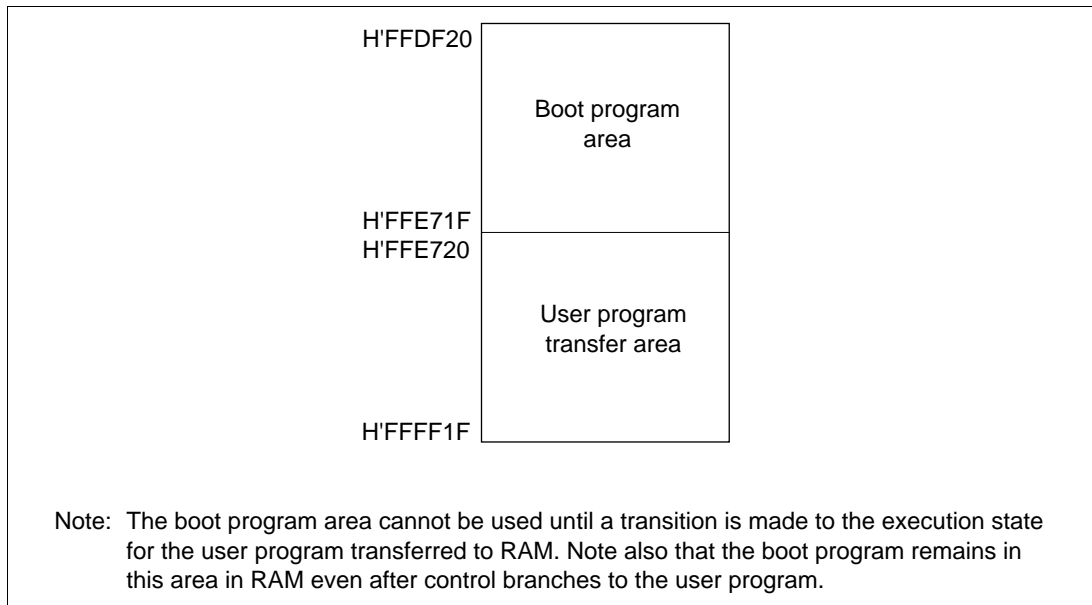 H'FFDF20
Boot program
area
H'FFE71F
H'FFE720
User program
transfer area
H'FFFF1F
Note: The boot program area cannot be used until a transition is made to the execution state
for the user program transferred to RAM. Note also that the boot program remains in
this area in RAM even after control branches to the user program.